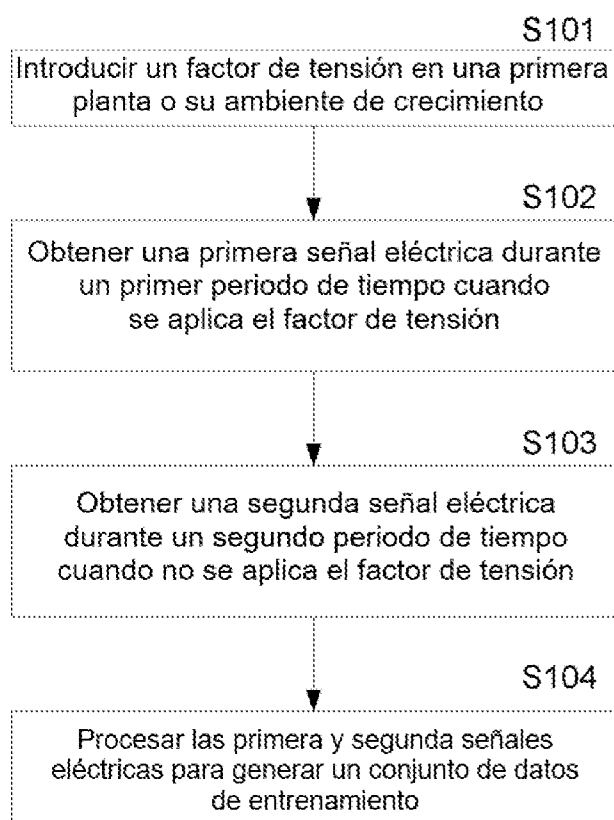 S101
Introducir un factor de tensión en una primera
planta o su ambiente de crecimiento
S102
Obtener una primera señal eléctrica durante
un primer periodo de tiempo cuando
se aplica el factor de tensión
S103
Obtener una segunda señal eléctrica
durante un segundo periodo de tiempo
cuando no se aplica el factor de tensión
S104
Procesar las primera y segunda señales
eléctricas para generar un conjunto de datos
de entrenamiento